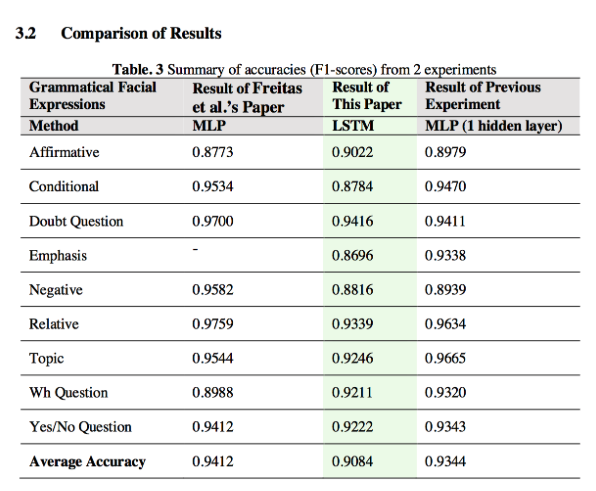 3.2 Comparison of Results
Table. 3 Summary of accuracies (F1-scores) from 2 experiments
Grammatical Facial Expressions Result of Freitas et al.'s Paper Result of This Paper Result of Previous Experiment
Method MLP LSTM MLP (1 hidden layer)
Affirmative 0.8773 0.9022 0.8979
Conditional 0.9534 0.8784 0.9470
Doubt Question 0.9700 0.9416 0.9411
Emphasis - 0.8696 0.9338
Negative 0.9582 0.8816 0.8939
Relative 0.9759 0.9339 0.9634
Topic 0.9544 0.9246 0.9665
Wh Question 0.8988 0.9211 0.9320
Yes/No Question 0.9412 0.9222 0.9343
Average Accuracy 0.9412 0.9084 0.9344